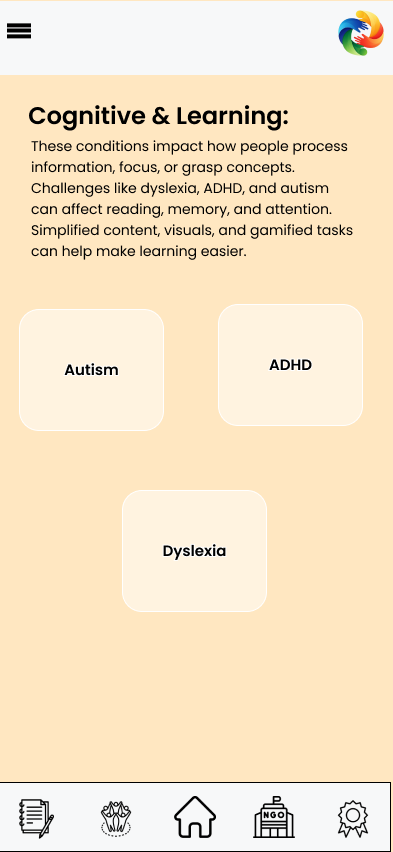 Cognitive & Learning:
These conditions impact how people process
information, focus, or grasp concepts.
Challenges like dyslexia, ADHD, and autism
can affect reading, memory, and attention.
Simplified content, visuals, and gamified tasks
can help make learning easier.
Autism
ADHD
Dyslexia
NGO